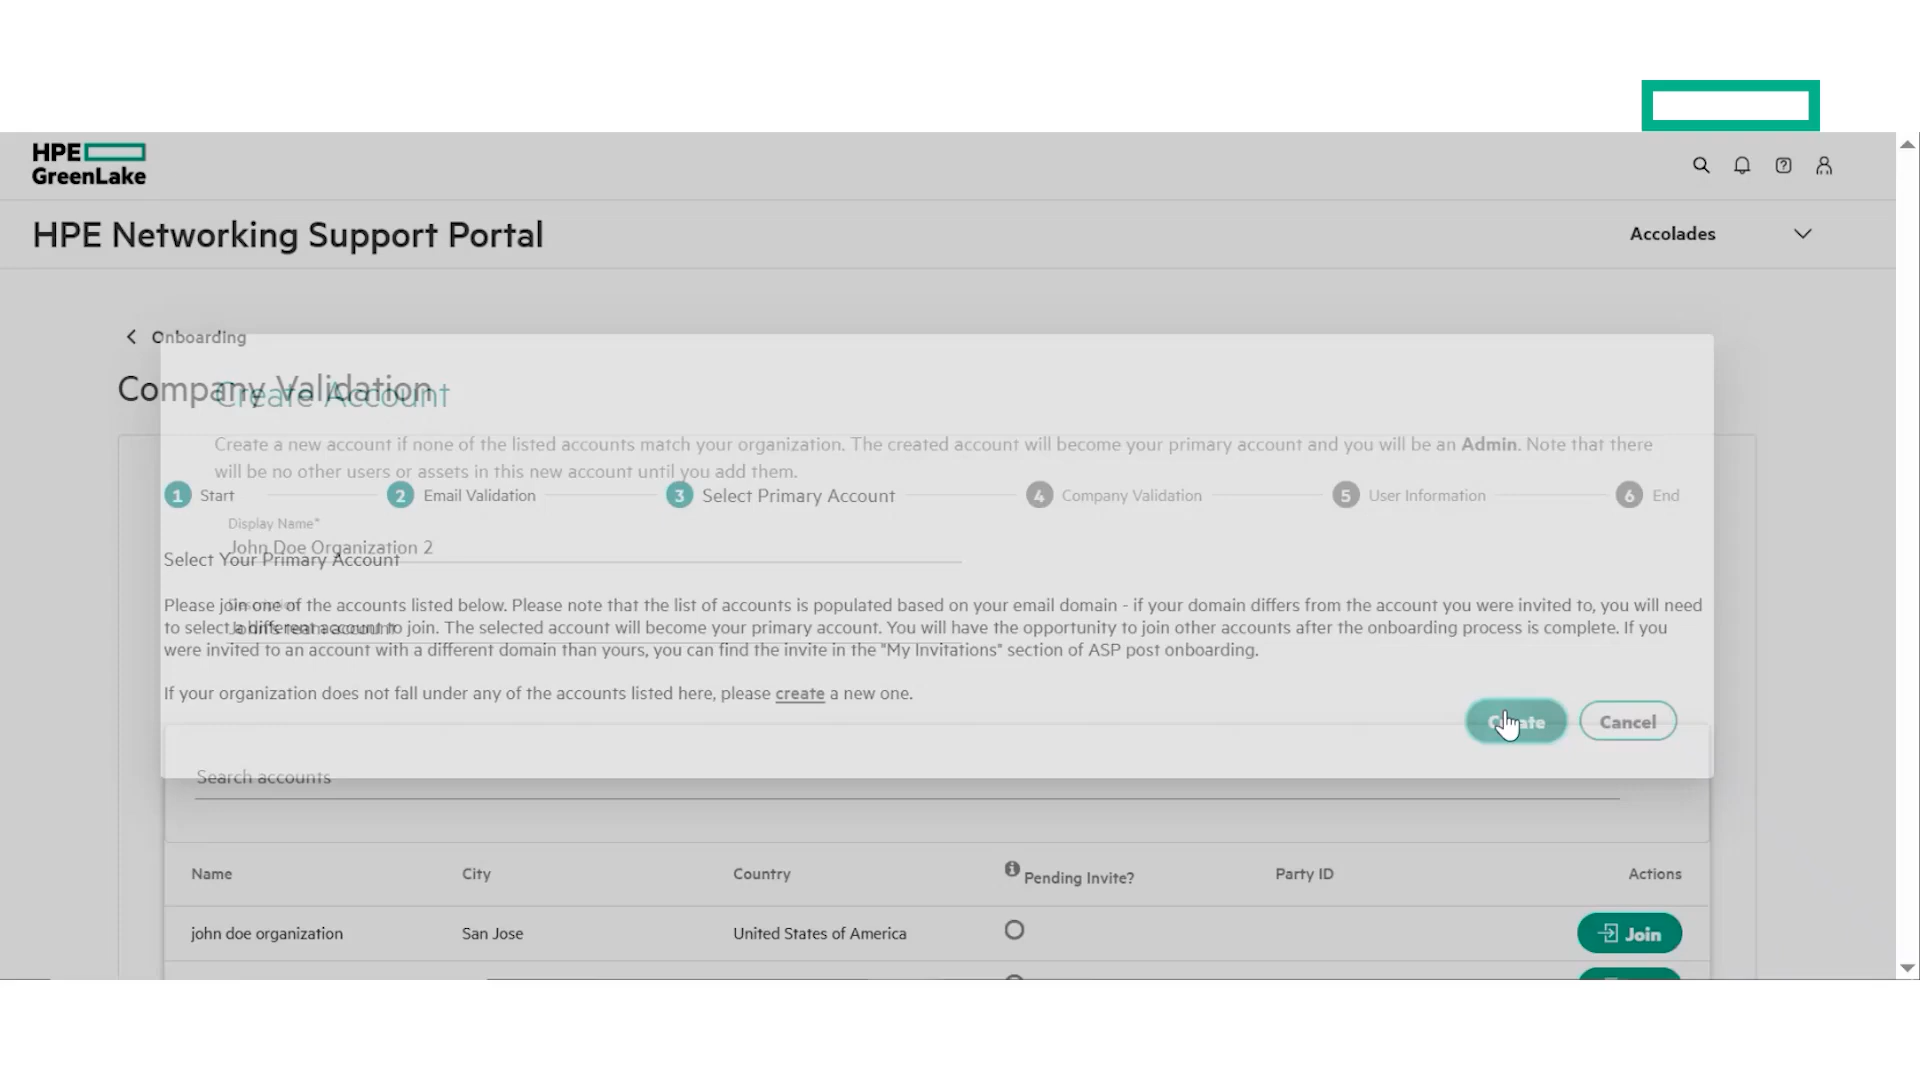 HPE
GreenLake
HPE Networking Support Portal
Accolades
Onboarding
Company Validation
Create Account
Create a new account if none of the listed accounts match your organization. The created account will become your primary account and you will be an Admin. Note that there
will be no other users or assets in this new account until you add them.
1 Start 2 Email Validation 3 Select Primary Account 4 Company Validation 5 User Information 6 End
Display Name*
John Doe Organization 2
Select Your Primary Account
Description
Please join one of the accounts listed below. Please note that the list of accounts is populated based on your email domain - if your domain differs from the account you were invited to, you will need
John's team account
to select a different account to join. The selected account will become your primary account. You will have the opportunity to join other accounts after the onboarding process is complete. If you
were invited to an account with a different domain than yours, you can find the invite in the "My Invitations" section of ASP post onboarding.
If your organization does not fall under any of the accounts listed here, please create a new one.
Create Cancel
Search accounts
Name City Country Pending Invite? Party ID Actions
john doe organization San Jose United States of America Join